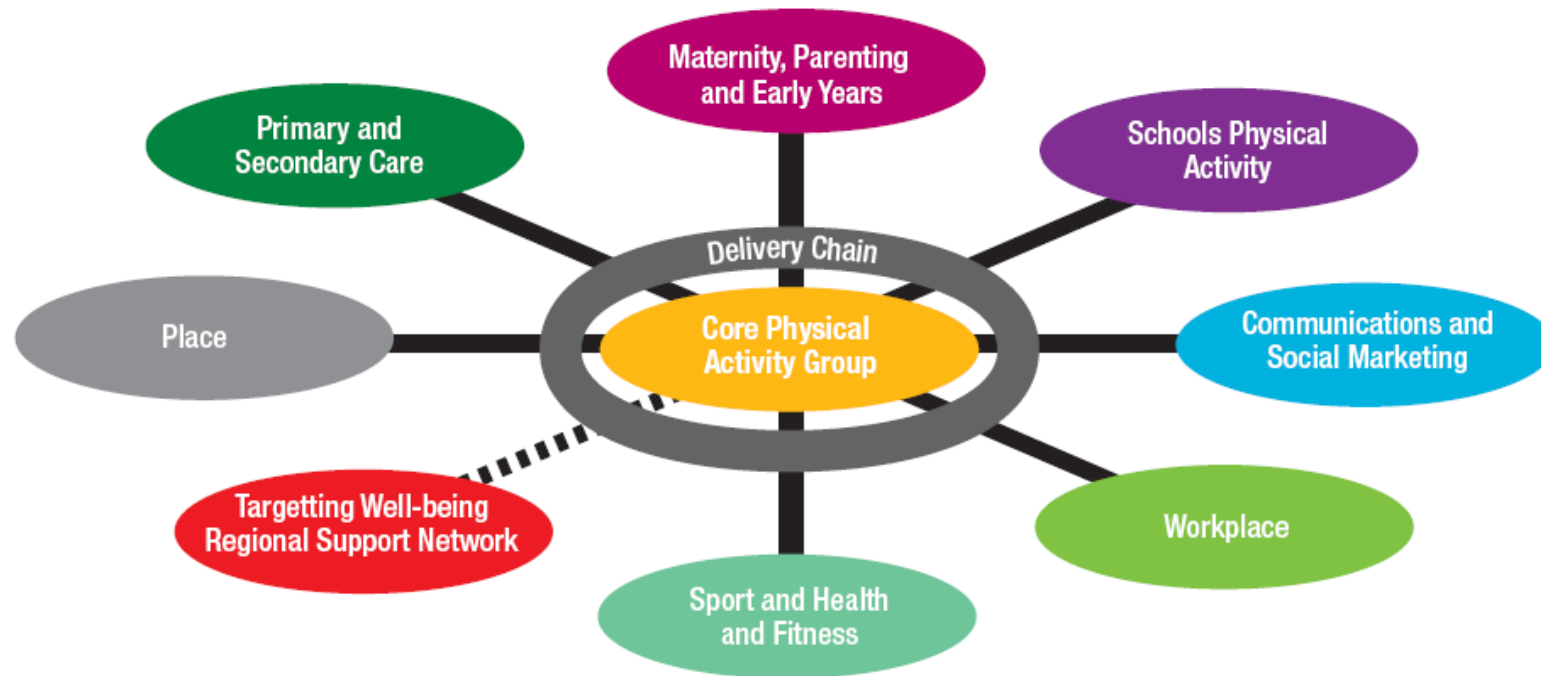 Maternity, Parenting
and Early Years
Primary and
Secondary Care
Schools Physical
Activity
Delivery Chain
Place
Core Physical
Activity Group
Communications and
Social Marketing
Targetting Well-being
Regional Support Network
Workplace
Sport and Health
and Fitness